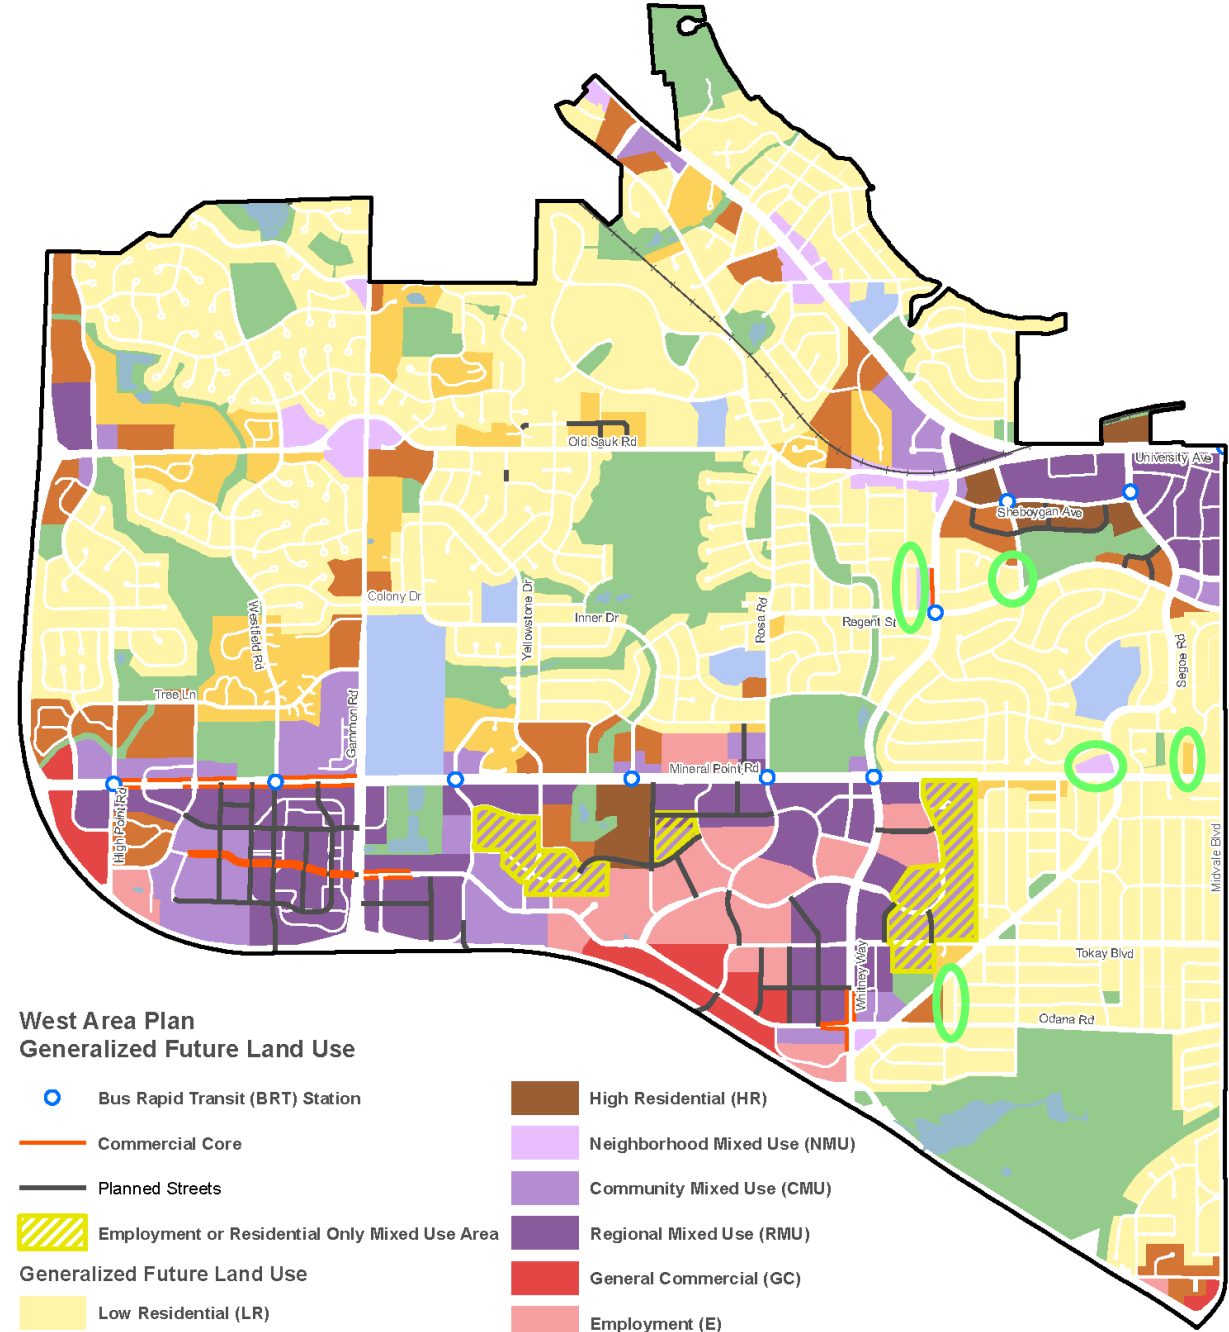 Old Sauk Rd
University Ave
Sheboygan Ave
Colony Dr
Yellowstone Dr
Inner Dr
Rosa Rd
Regent St
Westfield Rd
Segoe Rd
Tree Ln
Gammon Rd
Mineral Point Rd
High Point Rd
Midvale Blvd
Whitney Way
Tokay Blvd
Odana Rd
West Area Plan
Generalized Future Land Use
Bus Rapid Transit (BRT) Station
Commercial Core
Planned Streets
Employment or Residential Only Mixed Use Area
Generalized Future Land Use
Low Residential (LR)
High Residential (HR)
Neighborhood Mixed Use (NMU)
Community Mixed Use (CMU)
Regional Mixed Use (RMU)
General Commercial (GC)
Employment (E)